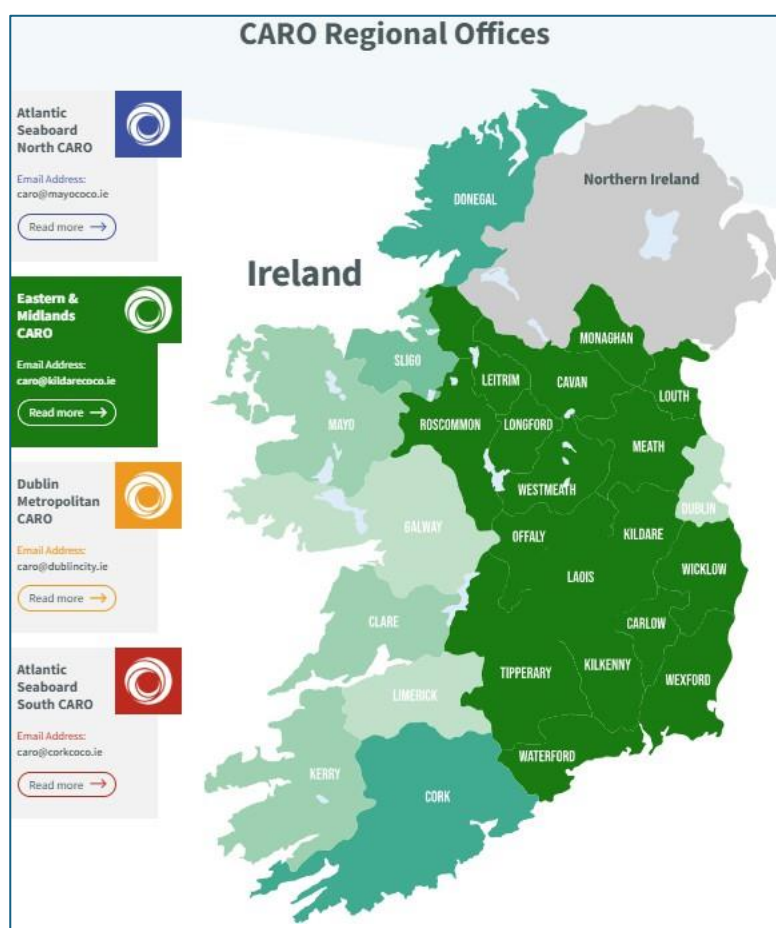 CARO Regional Offices
Atlantic
Seaboard
North CARO
Email Address:
caro@mayococo.ie
Read more
Eastern &
Midlands
CARO
Email Address:
caro@kildarecoco.ie
Read more
Dublin
Metropolitan
CARO
Email Address:
caro@dublincity.ie
Read more
Atlantic
Seaboard
South CARO
Email Address:
caro@corkcoco.ie
Read more
Ireland
Northern Ireland
DONEGAL
MONAGHAN
SLIGO
LEITRIM
CAVAN
LOUTH
MAYO
ROSCOMMON
LONGFORD
MEATH
WESTMEATH
DUBLIN
GALWAY
OFFALY
KILDARE
LAOIS
WICKLOW
CLARE
CARLOW
TIPPERARY
KILKENNY
WEXFORD
LIMERICK
WATERFORD
KERRY
CORK